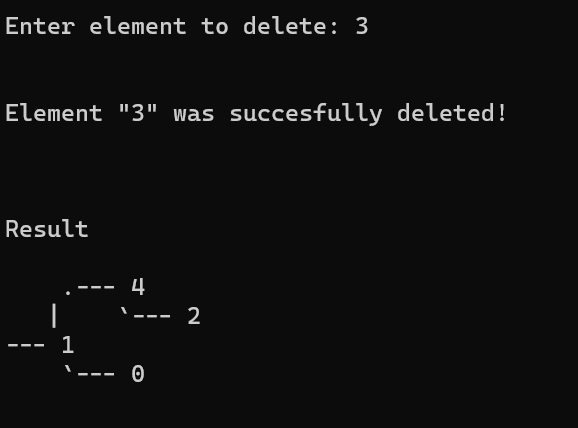 Enter element to delete: 3
Element "3" was succesfully deleted!
Result
    .--- 4
   |    `--- 2
--- 1
    `--- 0